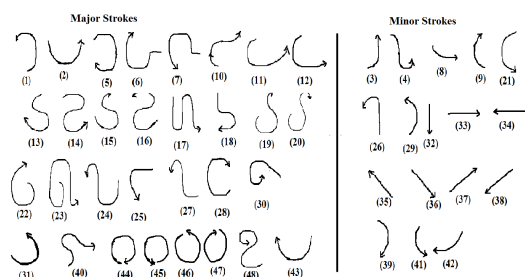 Major Strokes
Minor Strokes
(1) (2) (5) (6) (7) (10) (11) (12)
(3) (4) (8) (9) (21)
(13) (14) (15) (16) (17) (18) (19) (20)
(26) (29) (32) (33) (34)
(22) (23) (24) (25) (27) (28) (30)
(35) (36) (37) (38)
(31) (40) (44) (45) (46) (47) (48) (43)
(39) (41) (42)